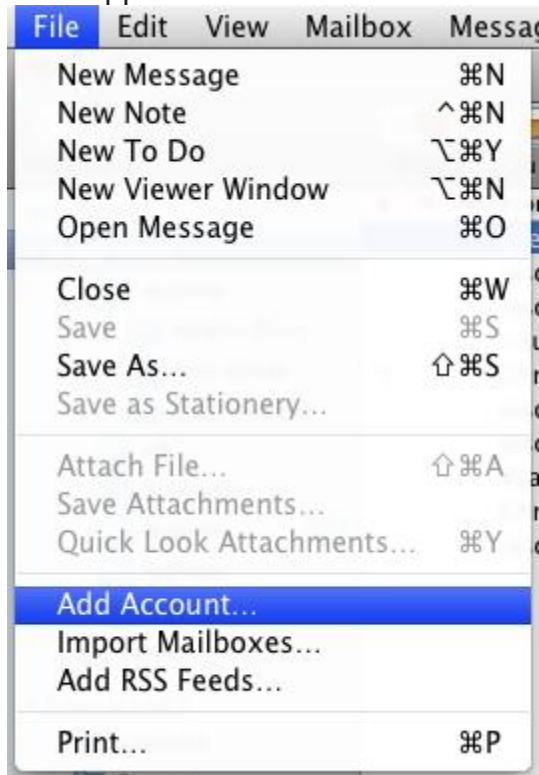 File Edit View Mailbox
New Message ⌘N
New Note ^⌘N
New To Do ⌥⌘Y
New Viewer Window ⌥⌘N
Open Message ⌘O
Close ⌘W
Save ⌘S
Save As... ⇧⌘S
Save as Stationery...
Attach File... ⇧⌘A
Save Attachments...
Quick Look Attachments... ⌘Y
Add Account...
Import Mailboxes...
Add RSS Feeds...
Print... ⌘P